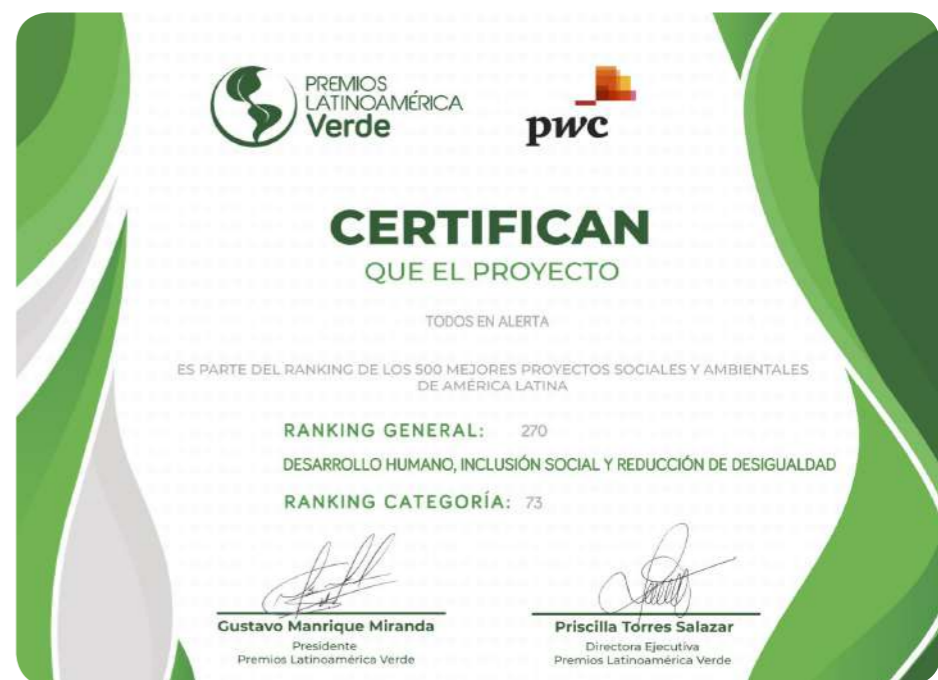 PREMIOS
LATINOAMÉRICA
Verde
pwc
CERTIFICAN
QUE EL PROYECTO
TODOS EN ALERTA
ES PARTE DEL RANKING DE LOS 500 MEJORES PROYECTOS SOCIALES Y AMBIENTALES
DE AMÉRICA LATINA
RANKING GENERAL: 270
DESARROLLO HUMANO, INCLUSIÓN SOCIAL Y REDUCCIÓN DE DESIGUALDAD
RANKING CATEGORÍA: 73
Gustavo Manrique Miranda
Presidente
Premios Latinoamérica Verde
Priscilla Torres Salazar
Directora Ejecutiva
Premios Latinoamérica Verde